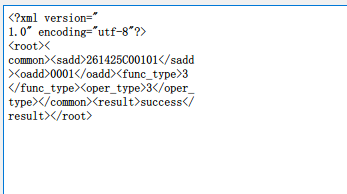 <?xml version="
1.0" encoding="utf-8"?>
<root><
common><sadd>261425C00101</sadd
><oadd>0001</oadd><func_type>3
</func_type><oper_type>3</oper_
type></common><result>success</
result></root>